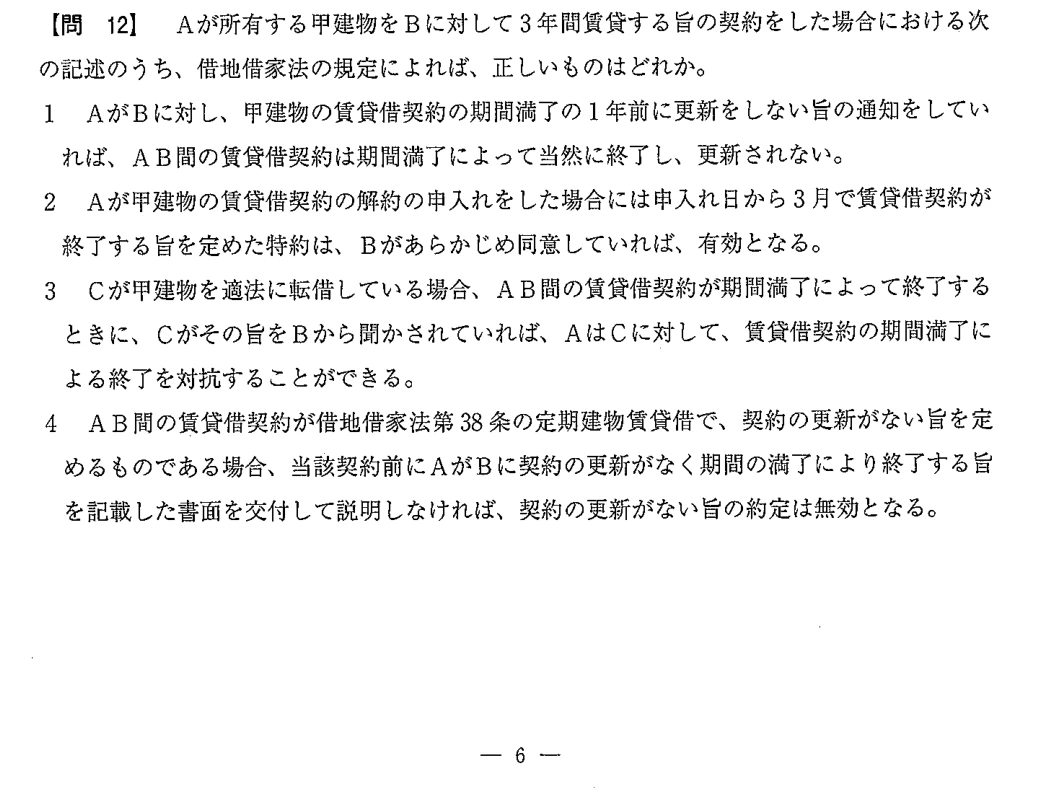 【問　12】　Aが所有する甲建物をBに対して3年間賃貸する旨の契約をした場合における次
の記述のうち、借地借家法の規定によれば、正しいものはどれか。
1　AがBに対し、甲建物の賃貸借契約の期間満了の1年前に更新をしない旨の通知をしてい
れば、AB間の賃貸借契約は期間満了によって当然に終了し、更新されない。
2　Aが甲建物の賃貸借契約の解約の申入れをした場合には申入れ日から3月で賃貸借契約が
終了する旨を定めた特約は、Bがあらかじめ同意していれば、有効となる。
3　Cが甲建物を適法に転借している場合、AB間の賃貸借契約が期間満了によって終了する
ときに、Cがその旨をBから聞かされていれば、AはCに対して、賃貸借契約の期間満了に
よる終了を対抗することができる。
4　AB間の賃貸借契約が借地借家法第38条の定期建物賃貸借で、契約の更新がない旨を定
めるものである場合、当該契約前にAがBに契約の更新がなく期間の満了により終了する旨
を記載した書面を交付して説明しなければ、契約の更新がない旨の約定は無効となる。
― 6 ―